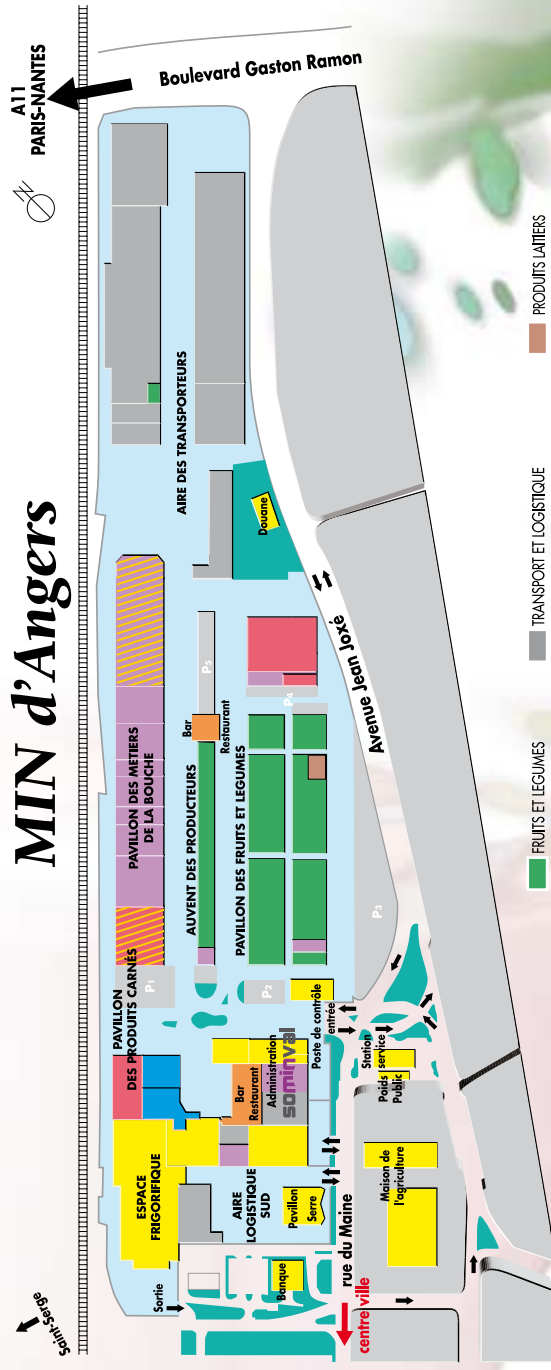 MIN d'Angers
A11
PARIS-NANTES
N
Boulevard Gaston Ramon
Saint-Serge
AIRE DES TRANSPORTEURS
Douane
PAVILLON DES METIERS
DE LA BOUCHE
P5
Bar
Restaurant
AUVENT DES PRODUCTEURS
P4
PAVILLON DES FRUITS ET LEGUMES
Avenue Jean Joxé
P3
PAVILLON
DES PRODUITS CARNÉS
P1
P2
Poste de contrôle
entrée
Station
service
Poids
Public
Bar
Restaurant
Administration
sominval
ESPACE
FRIGORIFIQUE
AIRE
LOGISTIQUE
SUD
Pavillon
Serre
Maison de
l'agriculture
rue du Maine
Sortie
Banque
centre ville
FRUITS ET LEGUMES
TRANSPORT ET LOGISTIQUE
PRODUITS LAITIERS